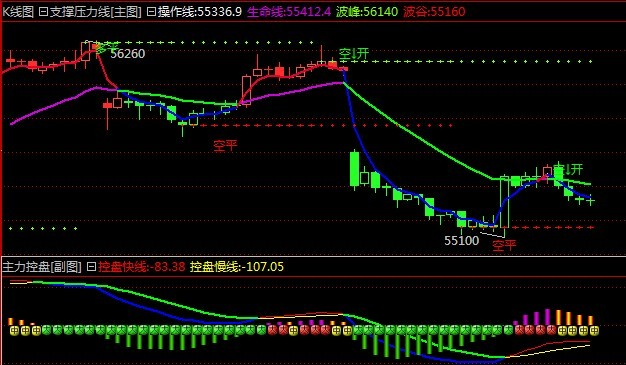 K线图 支撑压力线[主图] 操作线:55336.9 生命线:55412.4 波峰:56140 波谷:55160
56260
空↓开
空平
空↓开
55100
空平
主力控盘[副图] 控盘快线:-83.38 控盘慢线:-107.05